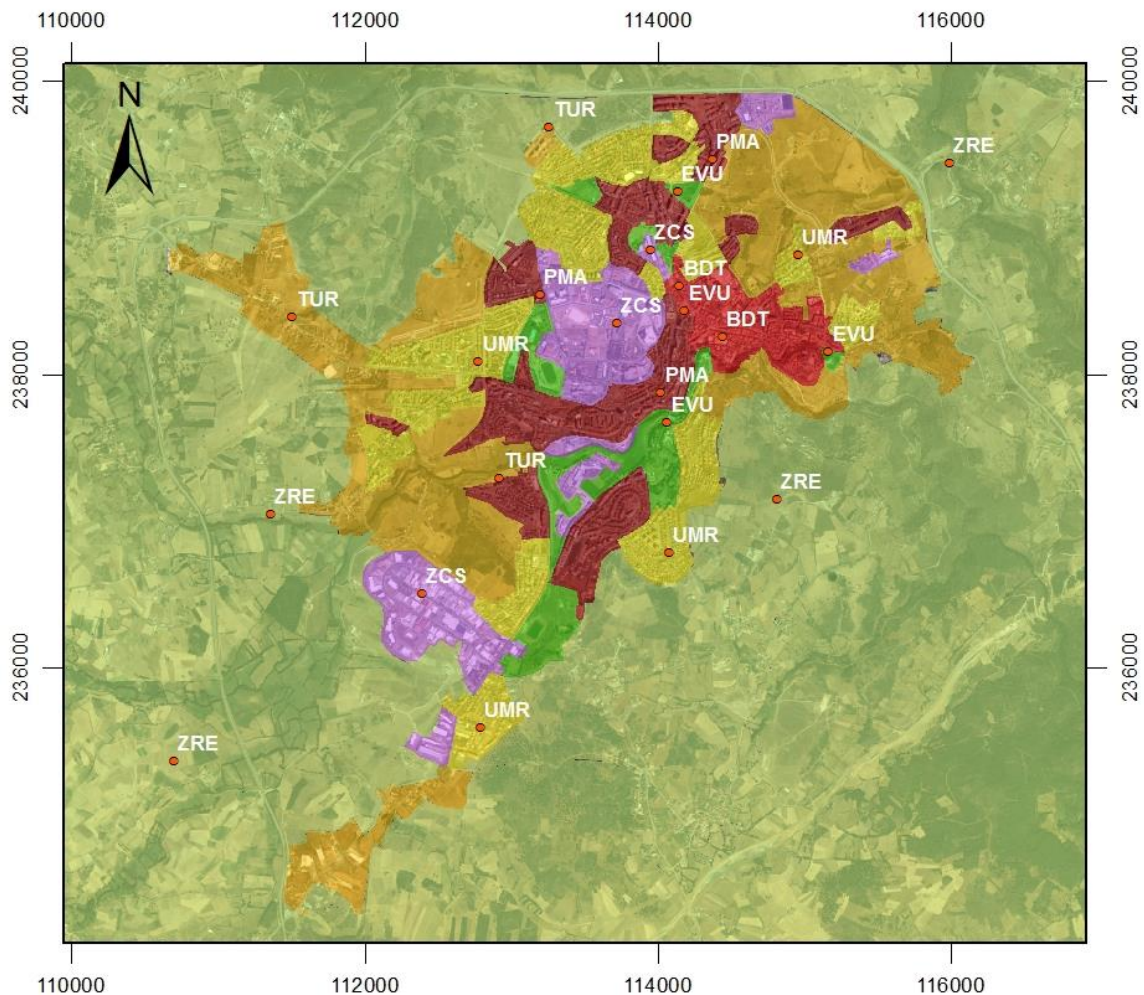 110000
112000
114000
116000
240000
240000
N
TUR
PMA
ZRE
EVU
ZCS
UMR
BDT
PMA
EVU
TUR
ZCS
BDT
EVU
UMR
238000
238000
PMA
EVU
TUR
ZRE
ZRE
UMR
ZCS
236000
236000
UMR
ZRE
110000
112000
114000
116000